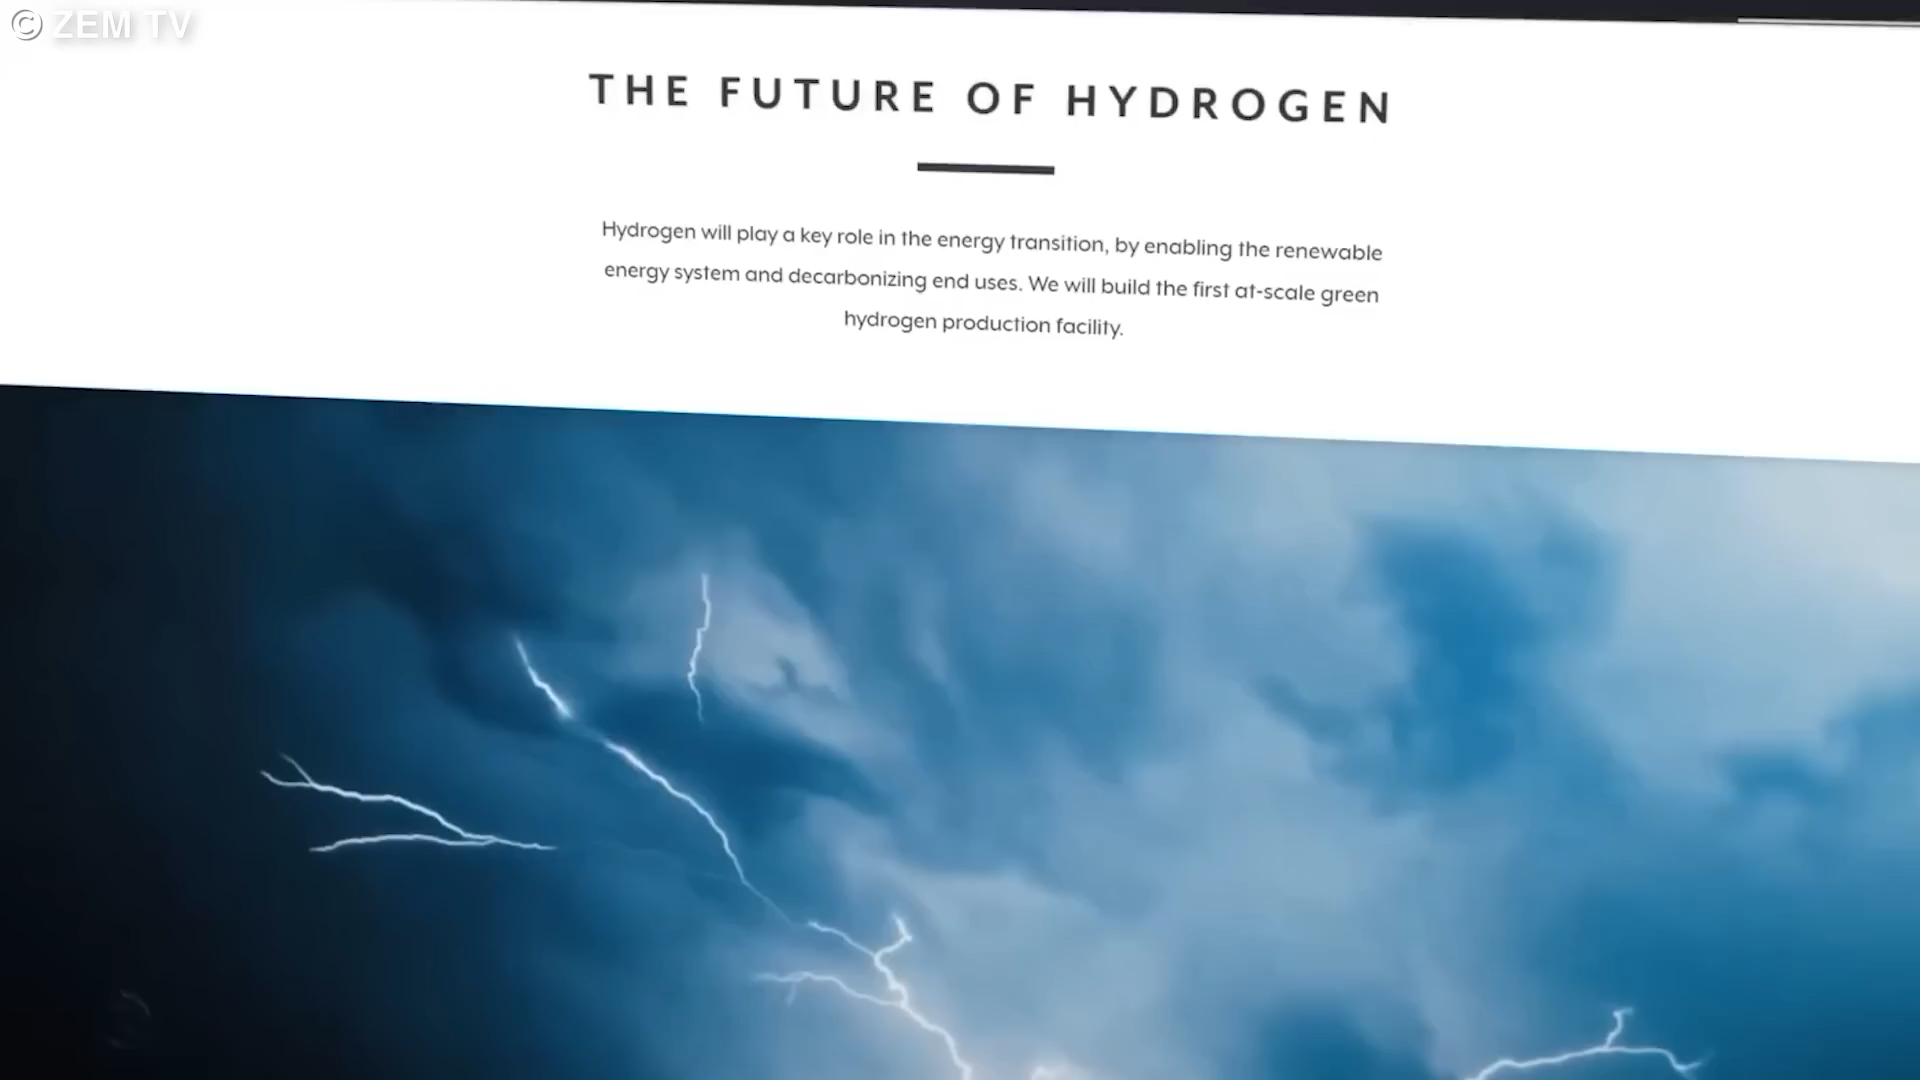 © ZEM TV
THE FUTURE OF HYDROGEN
Hydrogen will play a key role in the energy transition, by enabling the renewable
energy system and decarbonizing end uses. We will build the first at-scale green
hydrogen production facility.